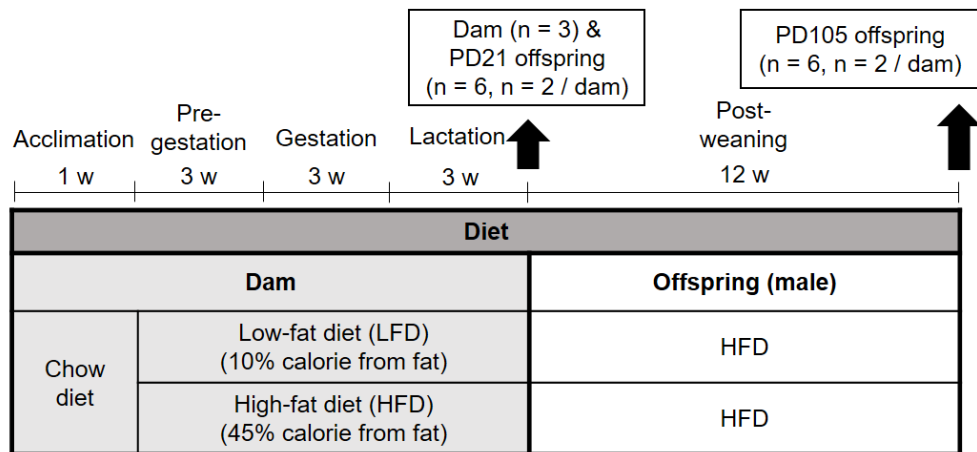 Dam (n = 3) &
PD21 offspring
(n = 6, n = 2 / dam)
PD105 offspring
(n = 6, n = 2 / dam)
Acclimation
Pre-
gestation
Gestation
Lactation
Post-
weaning
1 w
3 w
3 w
3 w
12 w
Diet
Dam
Offspring (male)
Chow
diet
Low-fat diet (LFD)
(10% calorie from fat)
HFD
High-fat diet (HFD)
(45% calorie from fat)
HFD